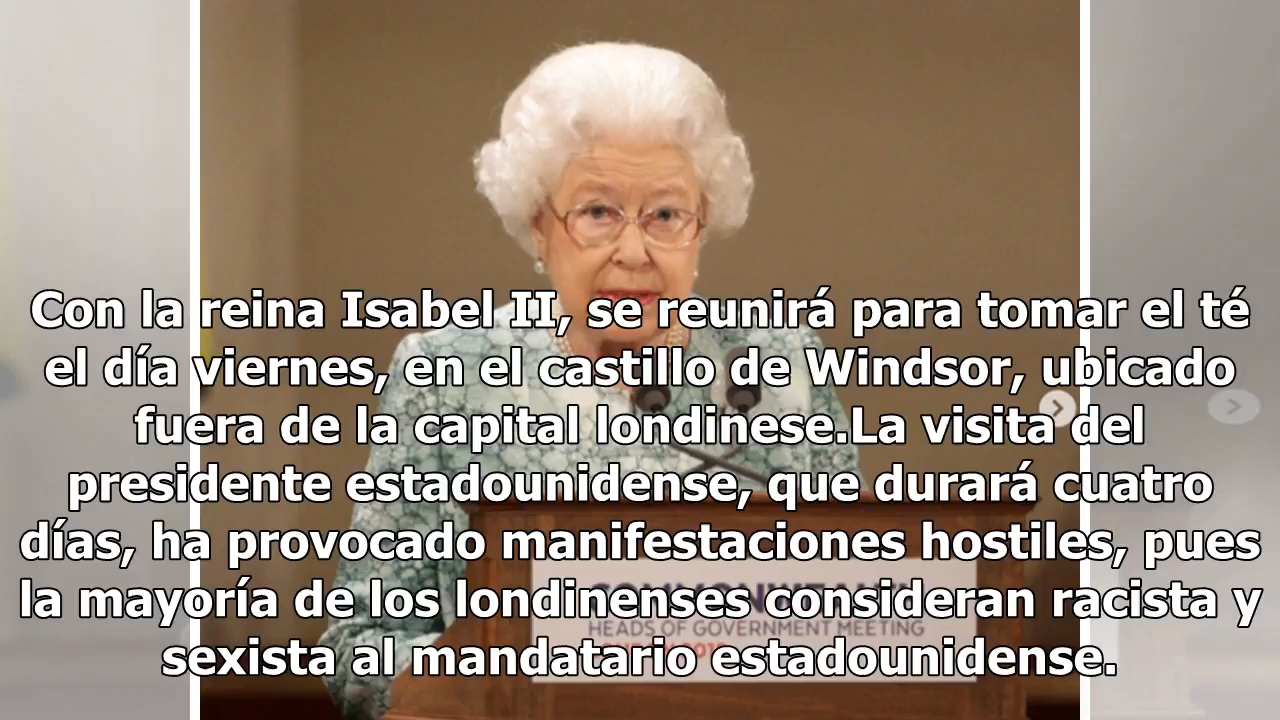 Con la reina Isabel II, se reunirá para tomar el té
el día viernes, en el castillo de Windsor, ubicado
fuera de la capital londinese.La visita del
presidente estadounidense, que durará cuatro
días, ha provocado manifestaciones hostiles, pues
la mayoría de los londinenses consideran racista y
sexista al mandatario estadounidense.
COMMONWEALTH
HEADS OF GOVERNMENT MEETING